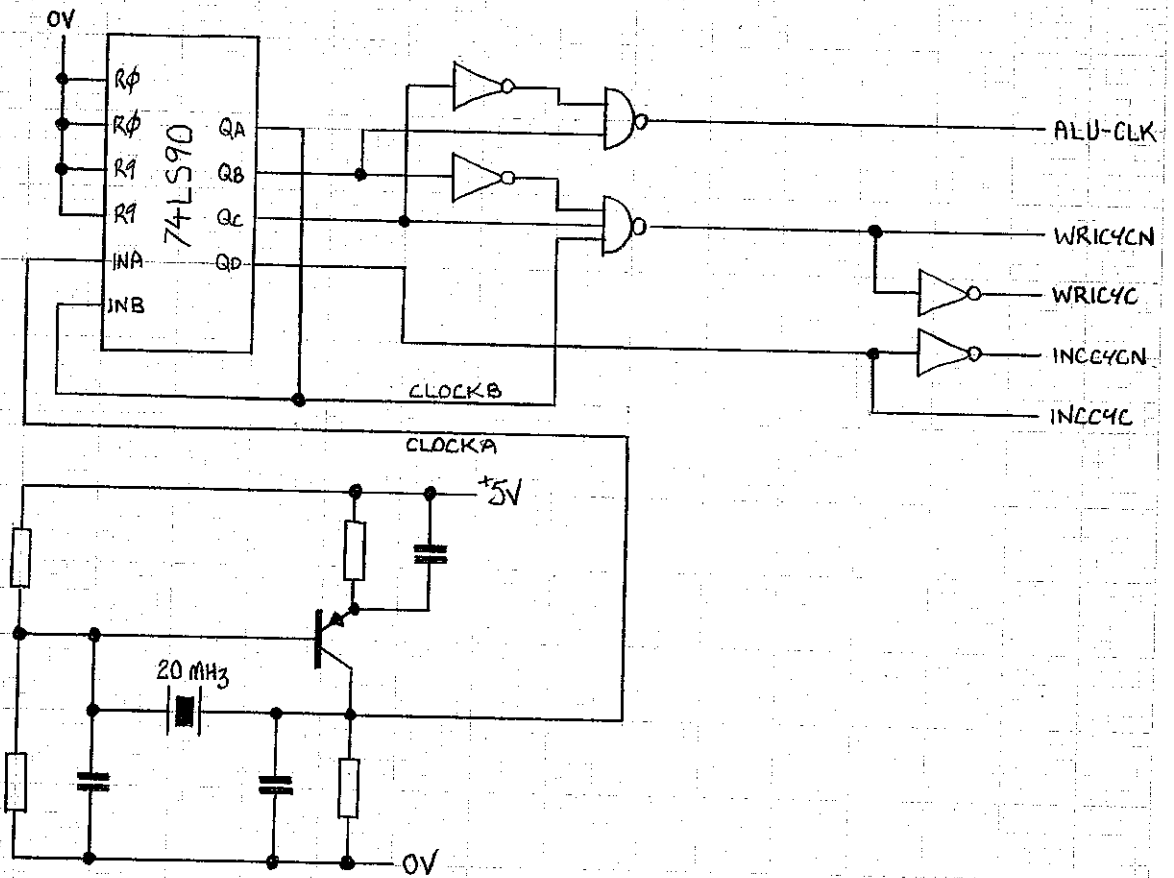 0V
RØ
RØ
R9
R9
INA
INB
74LS90
QA
QB
QC
QD
ALU-CLK
WRICYCN
WRICYC
INCCYCN
INCCYC
CLOCKB
CLOCKA
+5V
20 MHz
0V